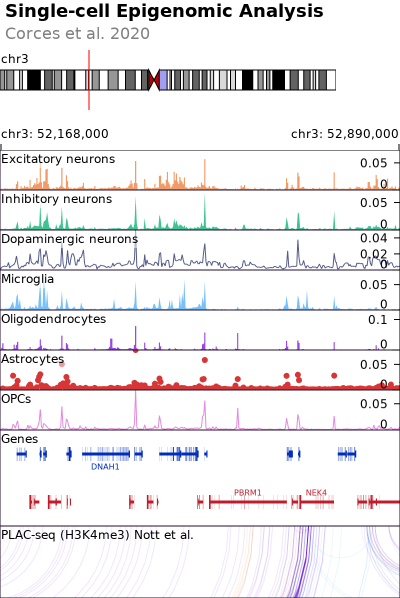 Single-cell Epigenomic Analysis
Corces et al. 2020
chr3
chr3: 52,168,000 chr3: 52,890,000
Excitatory neurons 0.05
0
Inhibitory neurons 0.05
0
Dopaminergic neurons 0.04
0.02
0
Microglia 0.05
0
Oligodendrocytes 0.1
0
Astrocytes 0.05
0
OPCs 0.05
0
Genes
DNAH1
PBRM1 NEK4
PLAC-seq (H3K4me3) Nott et al.